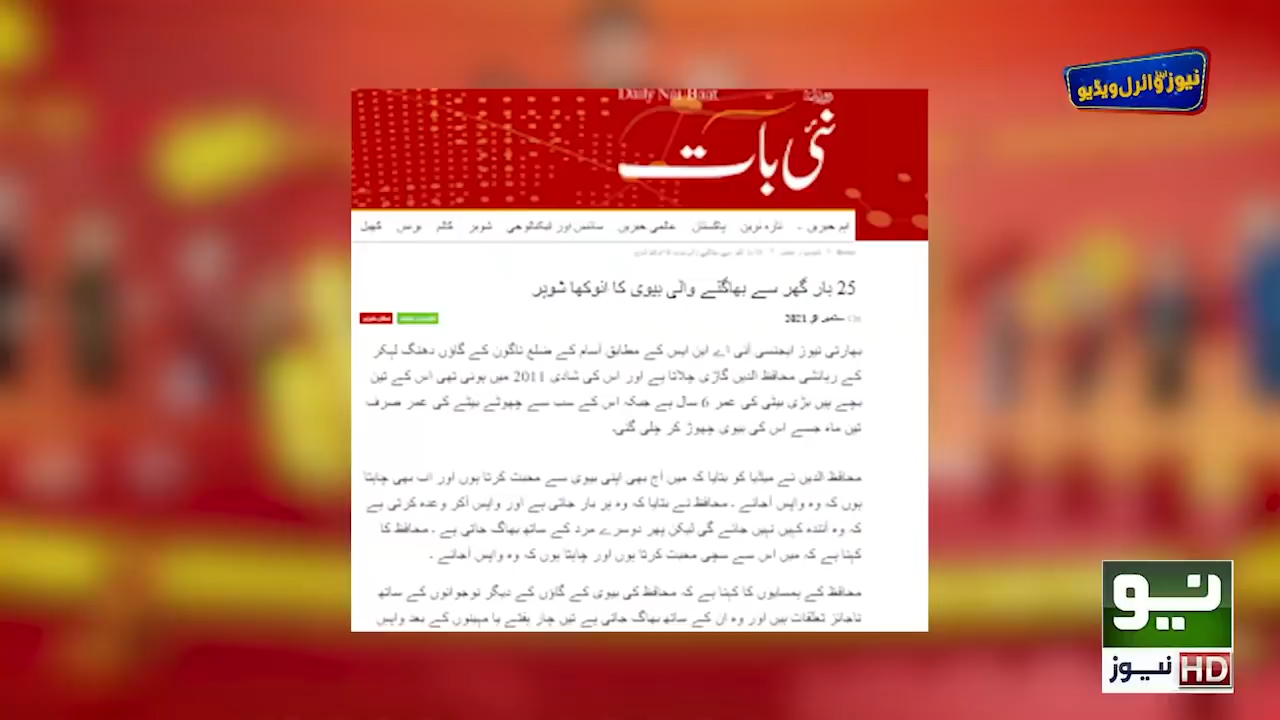 نیوز وائرل ویڈیو
Daily Nai Baat
نئی بات
اہم خبریں تازہ ترین پاکستان عالمی خبریں سائنس اور ٹیکنالوجی شوبز کالم بزنس کھیل
25 بار گھر سے بھاگنے والی بیوی کا انوکھا شوہر
On ستمبر 2021
بھارتی نیوز ایجنسی آئی اے این ایس کے مطابق آسام کے ضلع ناگون کے گاؤں دھنگ لہکر
کے رہائشی محافظ الدین گاڑی چلاتا ہے اور اس کی شادی 2011 میں ہوئی تھی اس کے تین
بچے ہیں بڑی بیٹی کی عمر 6 سال ہے جبکہ اس کے سب سے چھوٹے بیٹے کی عمر صرف
تین ماہ جسے اس کی بیوی چھوڑ کر چلی گئی۔
محافظ الدین نے میڈیا کو بتایا کہ میں آج بھی اپنی بیوی سے محبت کرتا ہوں اور اب بھی چاہتا
ہوں کہ وہ واپس آجائے ۔ محافظ نے بتایا کہ وہ ہر بار جاتی ہے اور واپس آکر وعدہ کرتی ہے
کہ وہ آئندہ کہیں نہیں جائے گی لیکن پھر دوسرے مرد کے ساتھ بھاگ جاتی ہے ۔ محافظ کا
کہنا ہے کہ میں اس سے سچی محبت کرتا ہوں اور چاہتا ہوں کہ وہ واپس آجائے ۔
محافظ کے ہمسایوں کا کہنا ہے کہ محافظ کی بیوی کے گاؤں کے دیگر نوجوانوں کے ساتھ
ناجائز تعلقات ہیں اور وہ ان کے ساتھ بھاگ جاتی ہے تین چار ہفتے یا مہینوں کے بعد واپس
نیو
نیوز HD